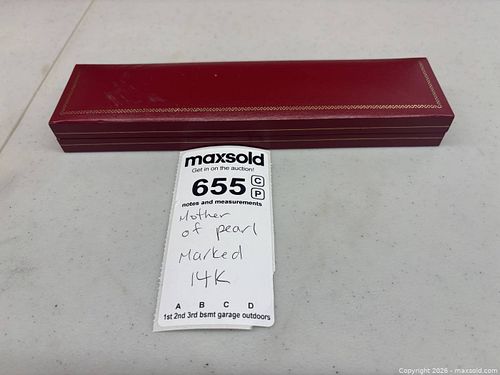 maxsold
Get in on the auction!
655 C
P
notes and measurements
Mother
of pearl
Marked
14K
A B C D
1st 2nd 3rd bsmt garage outdoors
Copyright 2026 - maxsold.com